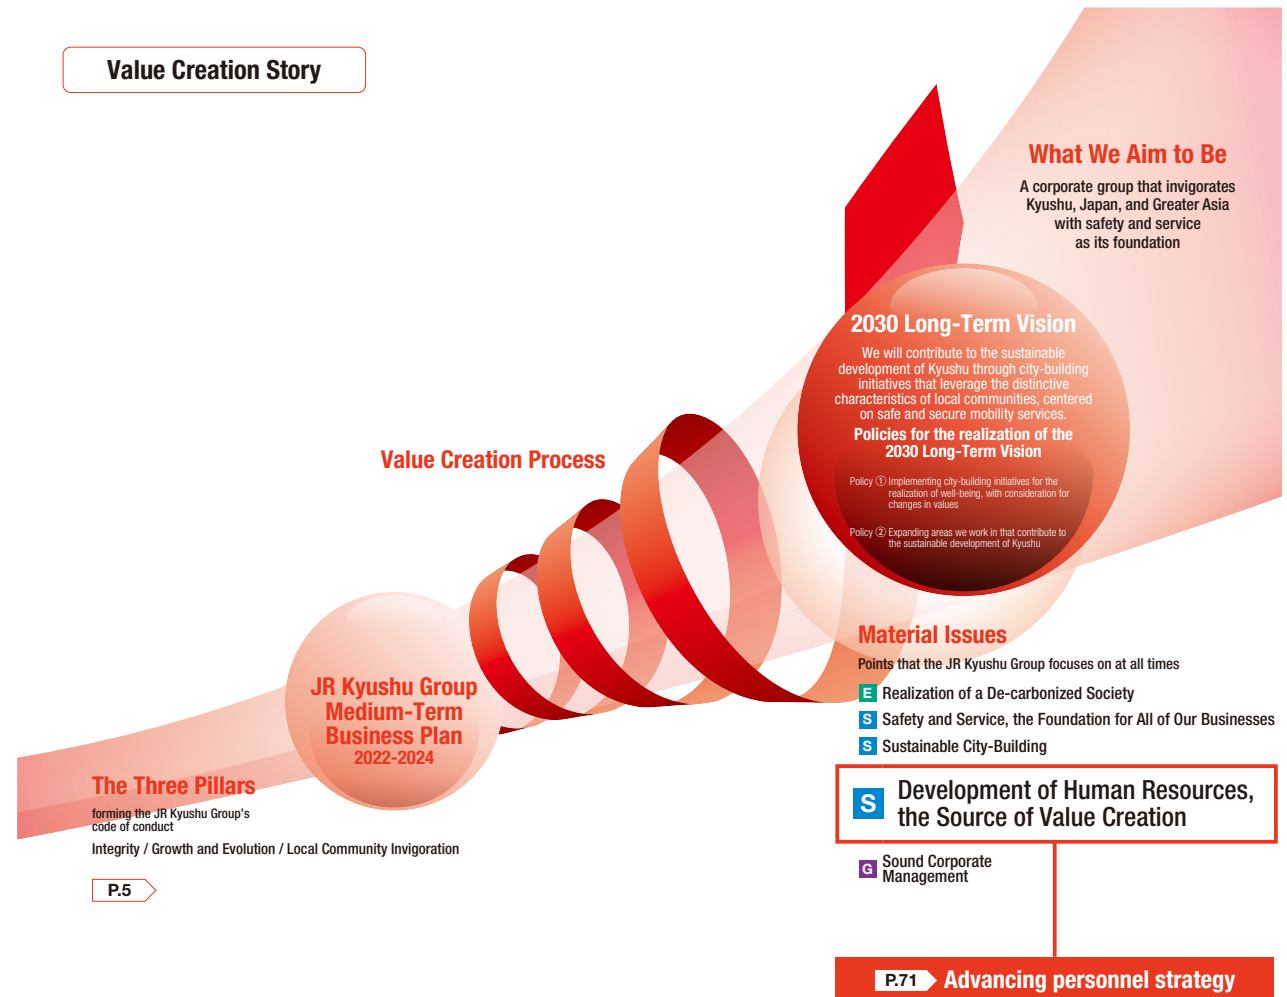 Value Creation Story
What We Aim to Be
A corporate group that invigorates
Kyushu, Japan, and Greater Asia
with safety and service
as its foundation
2030 Long-Term Vision
We will contribute to the sustainable
development of Kyushu through city-building
initiatives that leverage the distinctive
characteristics of local communities, centered
on safe and secure mobility services.
Policies for the realization of the
2030 Long-Term Vision
Policy ① Implementing city-building initiatives for the
realization of well-being, with consideration for
changes in values
Policy ② Expanding areas we work in that contribute to
the sustainable development of Kyushu
Value Creation Process
JR Kyushu Group
Medium-Term
Business Plan
2022-2024
The Three Pillars
forming the JR Kyushu Group's
code of conduct
Integrity / Growth and Evolution / Local Community Invigoration
P.5
Material Issues
Points that the JR Kyushu Group focuses on at all times
E Realization of a De-carbonized Society
S Safety and Service, the Foundation for All of Our Businesses
S Sustainable City-Building
S Development of Human Resources,
the Source of Value Creation
G Sound Corporate
Management
P.71 Advancing personnel strategy